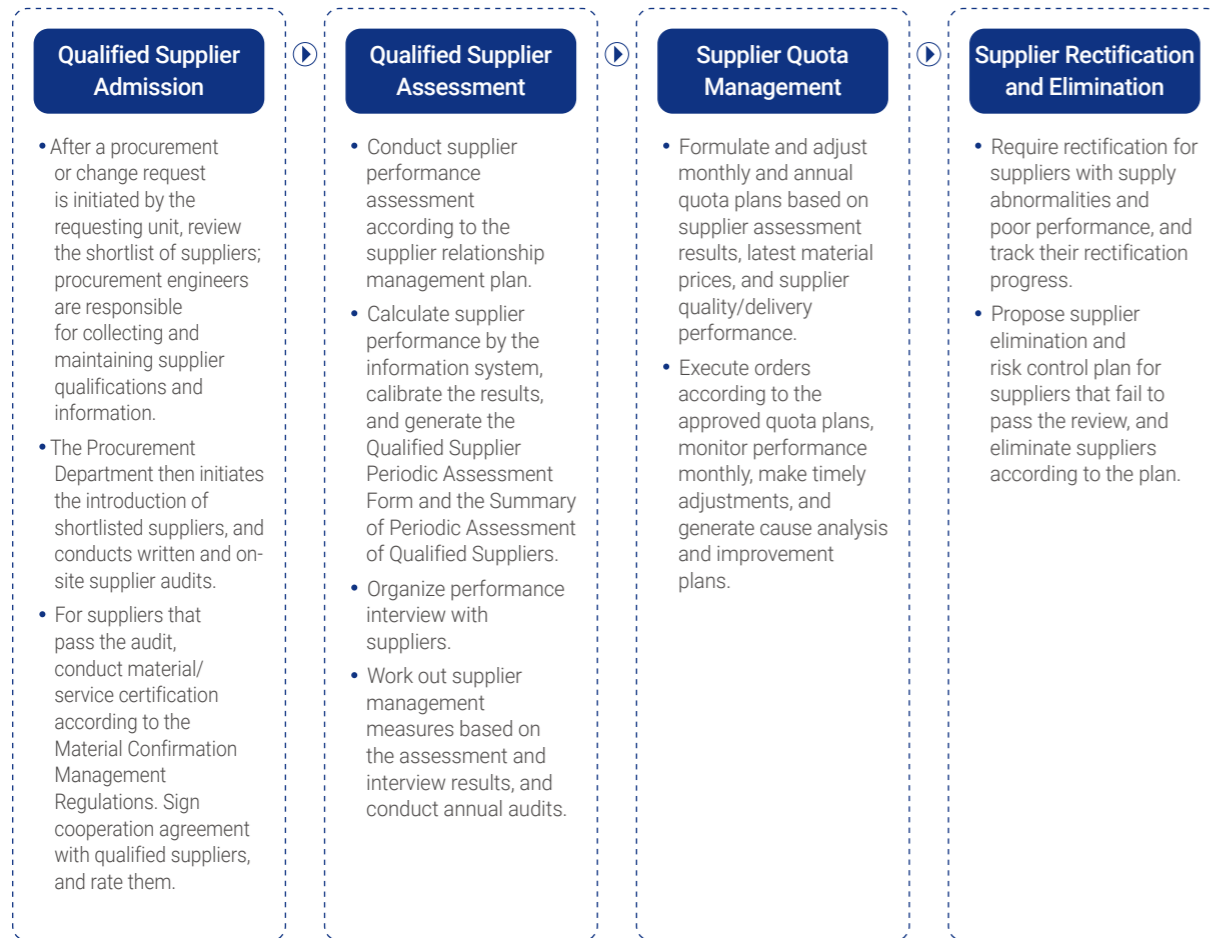 Qualified Supplier
Admission
• After a procurement
or change request
is initiated by the
requesting unit, review
the shortlist of suppliers;
procurement engineers
are responsible
for collecting and
maintaining supplier
qualifications and
information.
• The Procurement
Department then initiates
the introduction of
shortlisted suppliers, and
conducts written and on-
site supplier audits.
• For suppliers that
pass the audit,
conduct material/
service certification
according to the
Material Confirmation
Management
Regulations. Sign
cooperation agreement
with qualified suppliers,
and rate them.
Qualified Supplier
Assessment
• Conduct supplier
performance
assessment
according to the
supplier relationship
management plan.
• Calculate supplier
performance by the
information system,
calibrate the results,
and generate the
Qualified Supplier
Periodic Assessment
Form and the Summary
of Periodic Assessment
of Qualified Suppliers.
• Organize performance
interview with
suppliers.
• Work out supplier
management
measures based on
the assessment and
interview results, and
conduct annual audits.
Supplier Quota
Management
• Formulate and adjust
monthly and annual
quota plans based on
supplier assessment
results, latest material
prices, and supplier
quality/delivery
performance.
• Execute orders
according to the
approved quota plans,
monitor performance
monthly, make timely
adjustments, and
generate cause analysis
and improvement
plans.
Supplier Rectification
and Elimination
• Require rectification for
suppliers with supply
abnormalities and
poor performance, and
track their rectification
progress.
• Propose supplier
elimination and
risk control plan for
suppliers that fail to
pass the review, and
eliminate suppliers
according to the plan.